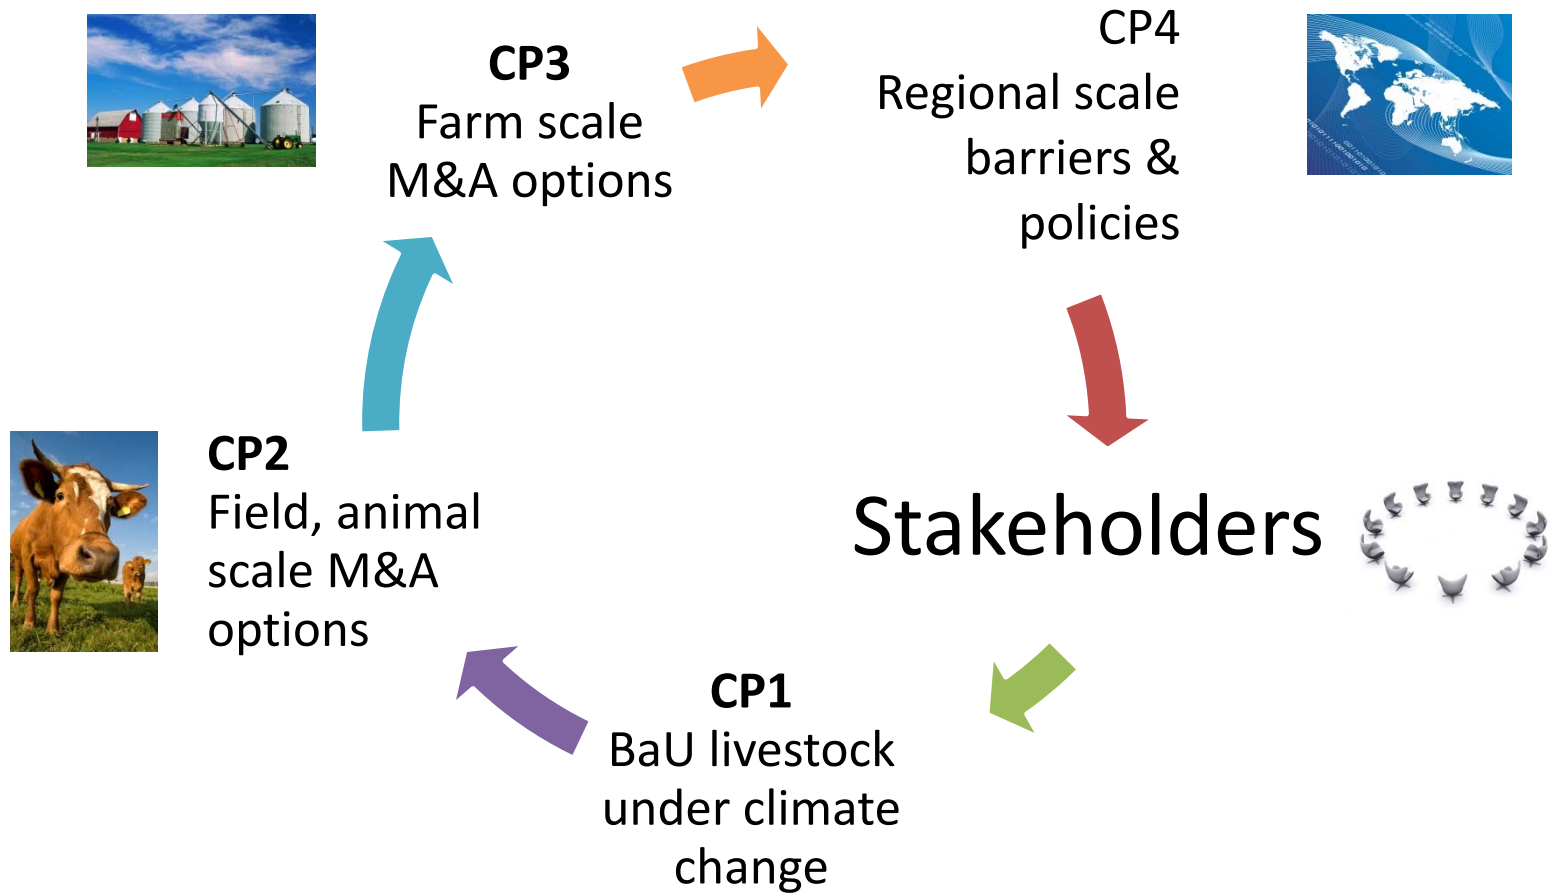 CP3
Farm scale
M&A options
CP4
Regional scale
barriers &
policies
Stakeholders
CP1
BaU livestock
under climate
change
CP2
Field, animal
scale M&A
options